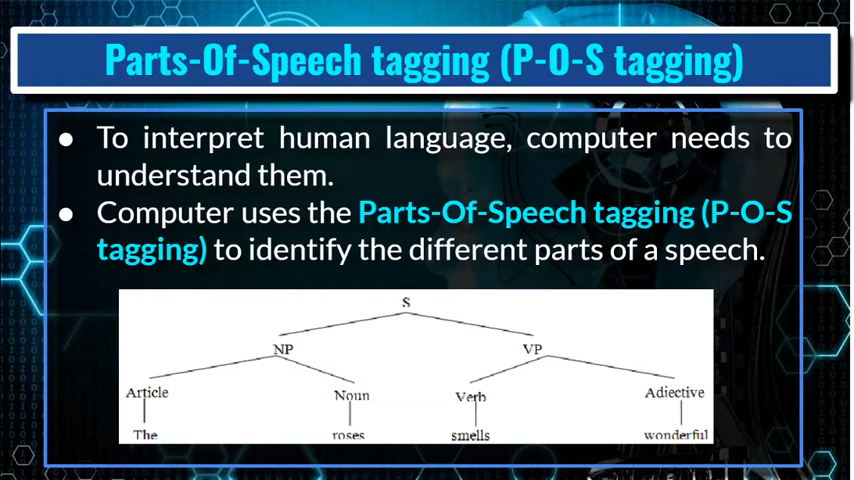 Parts-Of-Speech tagging (P-O-S tagging)
● To interpret human language, computer needs to
understand them.
● Computer uses the Parts-Of-Speech tagging (P-O-S
tagging) to identify the different parts of a speech.
S
NP VP
Article Noun Verb Adjective
The roses smells wonderful